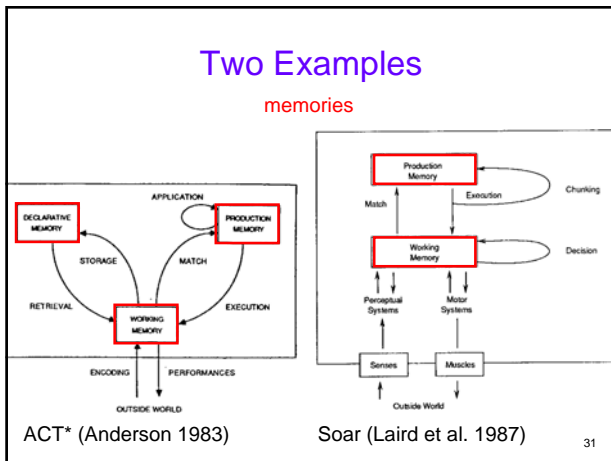 Two Examples
memories
APPLICATION
DECLARATIVE
MEMORY
PRODUCTION
MEMORY
STORAGE
MATCH
RETRIEVAL
EXECUTION
WORKING
MEMORY
ENCODING
PERFORMANCES
OUTSIDE WORLD
ACT* (Anderson 1983)
Production
Memory
Match
Execution
Chunking
Working
Memory
Decision
Perceptual
Systems
Motor
Systems
Senses
Muscles
Outside World
Soar (Laird et al. 1987)
31